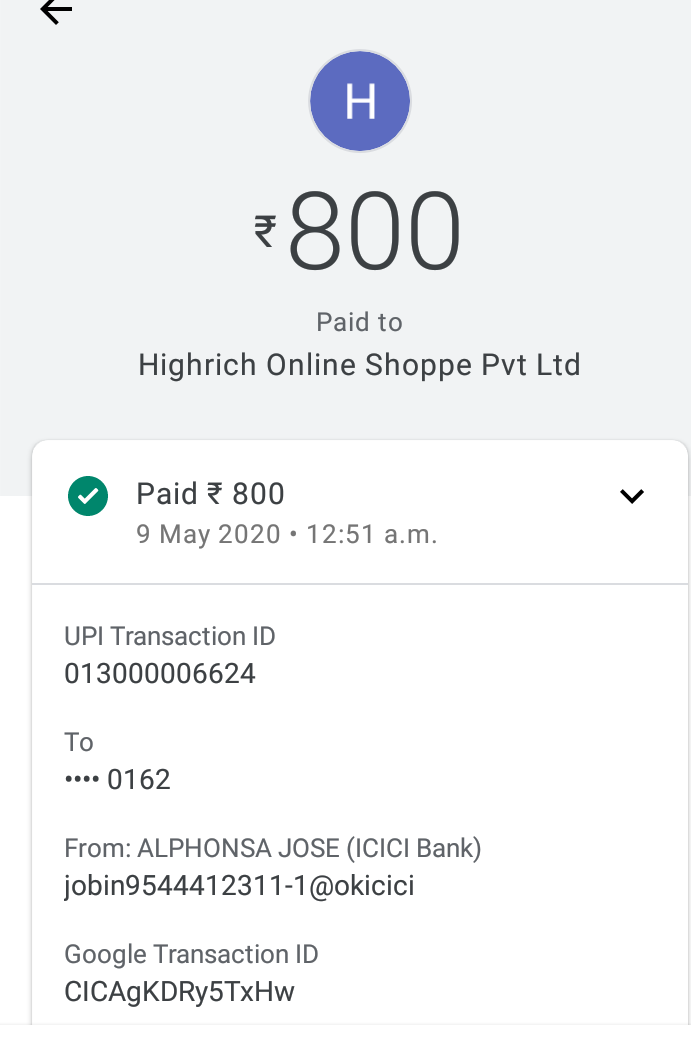 H
₹800
Paid to
Highrich Online Shoppe Pvt Ltd
Paid ₹ 800
9 May 2020 • 12:51 a.m.
UPI Transaction ID
013000006624
To
•••• 0162
From: ALPHONSA JOSE (ICICI Bank)
jobin9544412311-1@okicici
Google Transaction ID
CICAgKDRy5TxHw